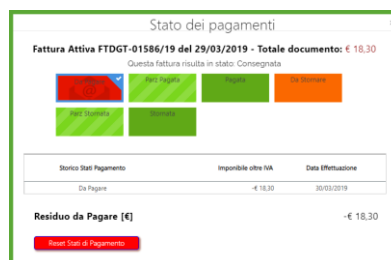 Stato dei pagamenti
Fattura Attiva FTDGT-01586/19 del 29/03/2019 - Totale documento: € 18,30
Questa fattura risulta in stato: Consegnata
Parz Pagata
Pagata
Da Stornare
Parz Stornata
Stornata
Storico Stati Pagamento Imponibile oltre IVA Data Effettuazione
Da Pagare -€ 18,30 30/03/2019
Residuo da Pagare [€] -€ 18,30
Reset Stati di Pagamento